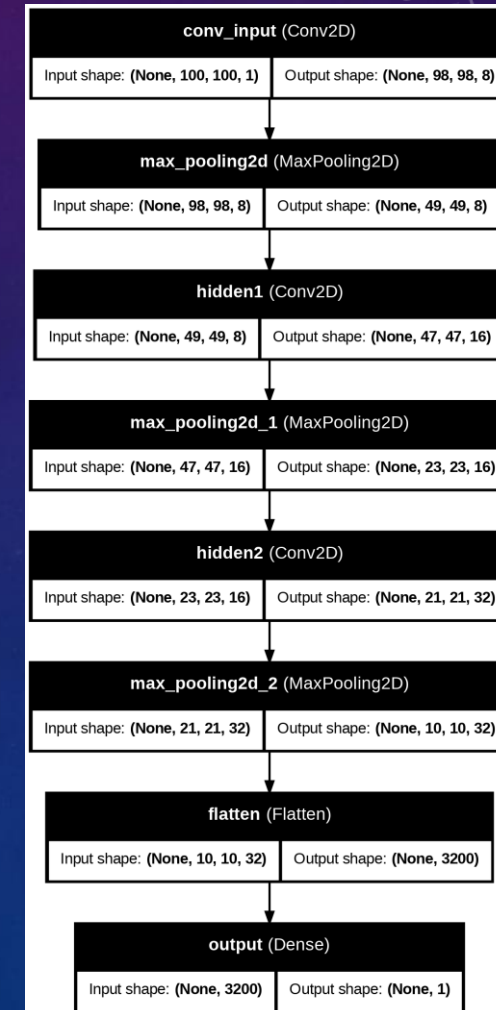 conv_input (Conv2D)
Input shape: (None, 100, 100, 1) Output shape: (None, 98, 98, 8)
max_pooling2d (MaxPooling2D)
Input shape: (None, 98, 98, 8) Output shape: (None, 49, 49, 8)
hidden1 (Conv2D)
Input shape: (None, 49, 49, 8) Output shape: (None, 47, 47, 16)
max_pooling2d_1 (MaxPooling2D)
Input shape: (None, 47, 47, 16) Output shape: (None, 23, 23, 16)
hidden2 (Conv2D)
Input shape: (None, 23, 23, 16) Output shape: (None, 21, 21, 32)
max_pooling2d_2 (MaxPooling2D)
Input shape: (None, 21, 21, 32) Output shape: (None, 10, 10, 32)
flatten (Flatten)
Input shape: (None, 10, 10, 32) Output shape: (None, 3200)
output (Dense)
Input shape: (None, 3200) Output shape: (None, 1)